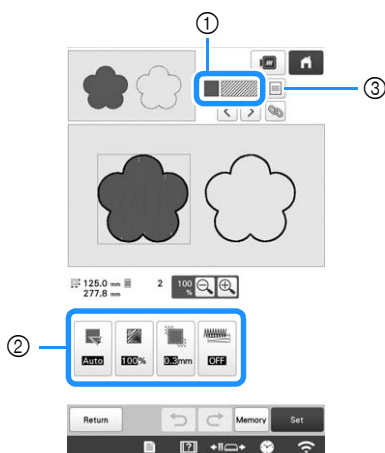 ①
③
②
125.0 mm 2 100
277.8 mm %
Auto 100% 0.3mm OFF
Return Memory Set